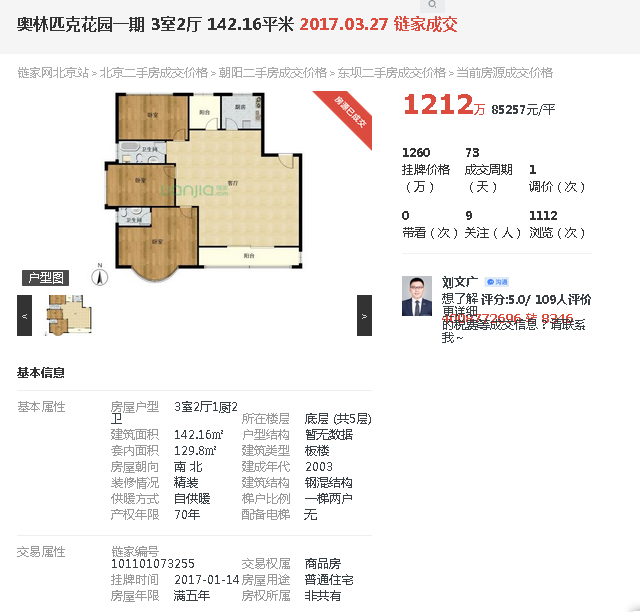 奥林匹克花园一期 3室2厅 142.16平米 2017.03.27 链家成交
链家网北京站 > 北京二手房成交价格 > 朝阳二手房成交价格 > 东坝二手房成交价格 > 当前房源成交价格
房源已成交
卧室
阳台
厨房
卫生间
卧室
客厅
Lianjia
卫生间
卧室
阳台
N
户型图
1212万 85257元/平
1260 73 1
挂牌价格（万） 成交周期（天） 调价（次）
0 9 1112
带看（次） 关注（人） 浏览（次）
刘文广 沟通
评分:5.0/ 109人评价
想了解更详细的税费等成交信息？请联系我~
4008772696 转 8346
基本信息
基本属性
房屋户型 3室2厅1厨2卫
所在楼层 底层 (共5层)
建筑面积 142.16㎡ 户型结构 暂无数据
套内面积 129.8㎡ 建筑类型 板楼
房屋朝向 南 北 建成年代 2003
装修情况 精装 建筑结构 钢混结构
供暖方式 自供暖 梯户比例 一梯两户
产权年限 70年 配备电梯 无
交易属性
链家编号 101101073255 交易权属 商品房
挂牌时间 2017-01-14 房屋用途 普通住宅
房屋年限 满五年 房权所属 非共有